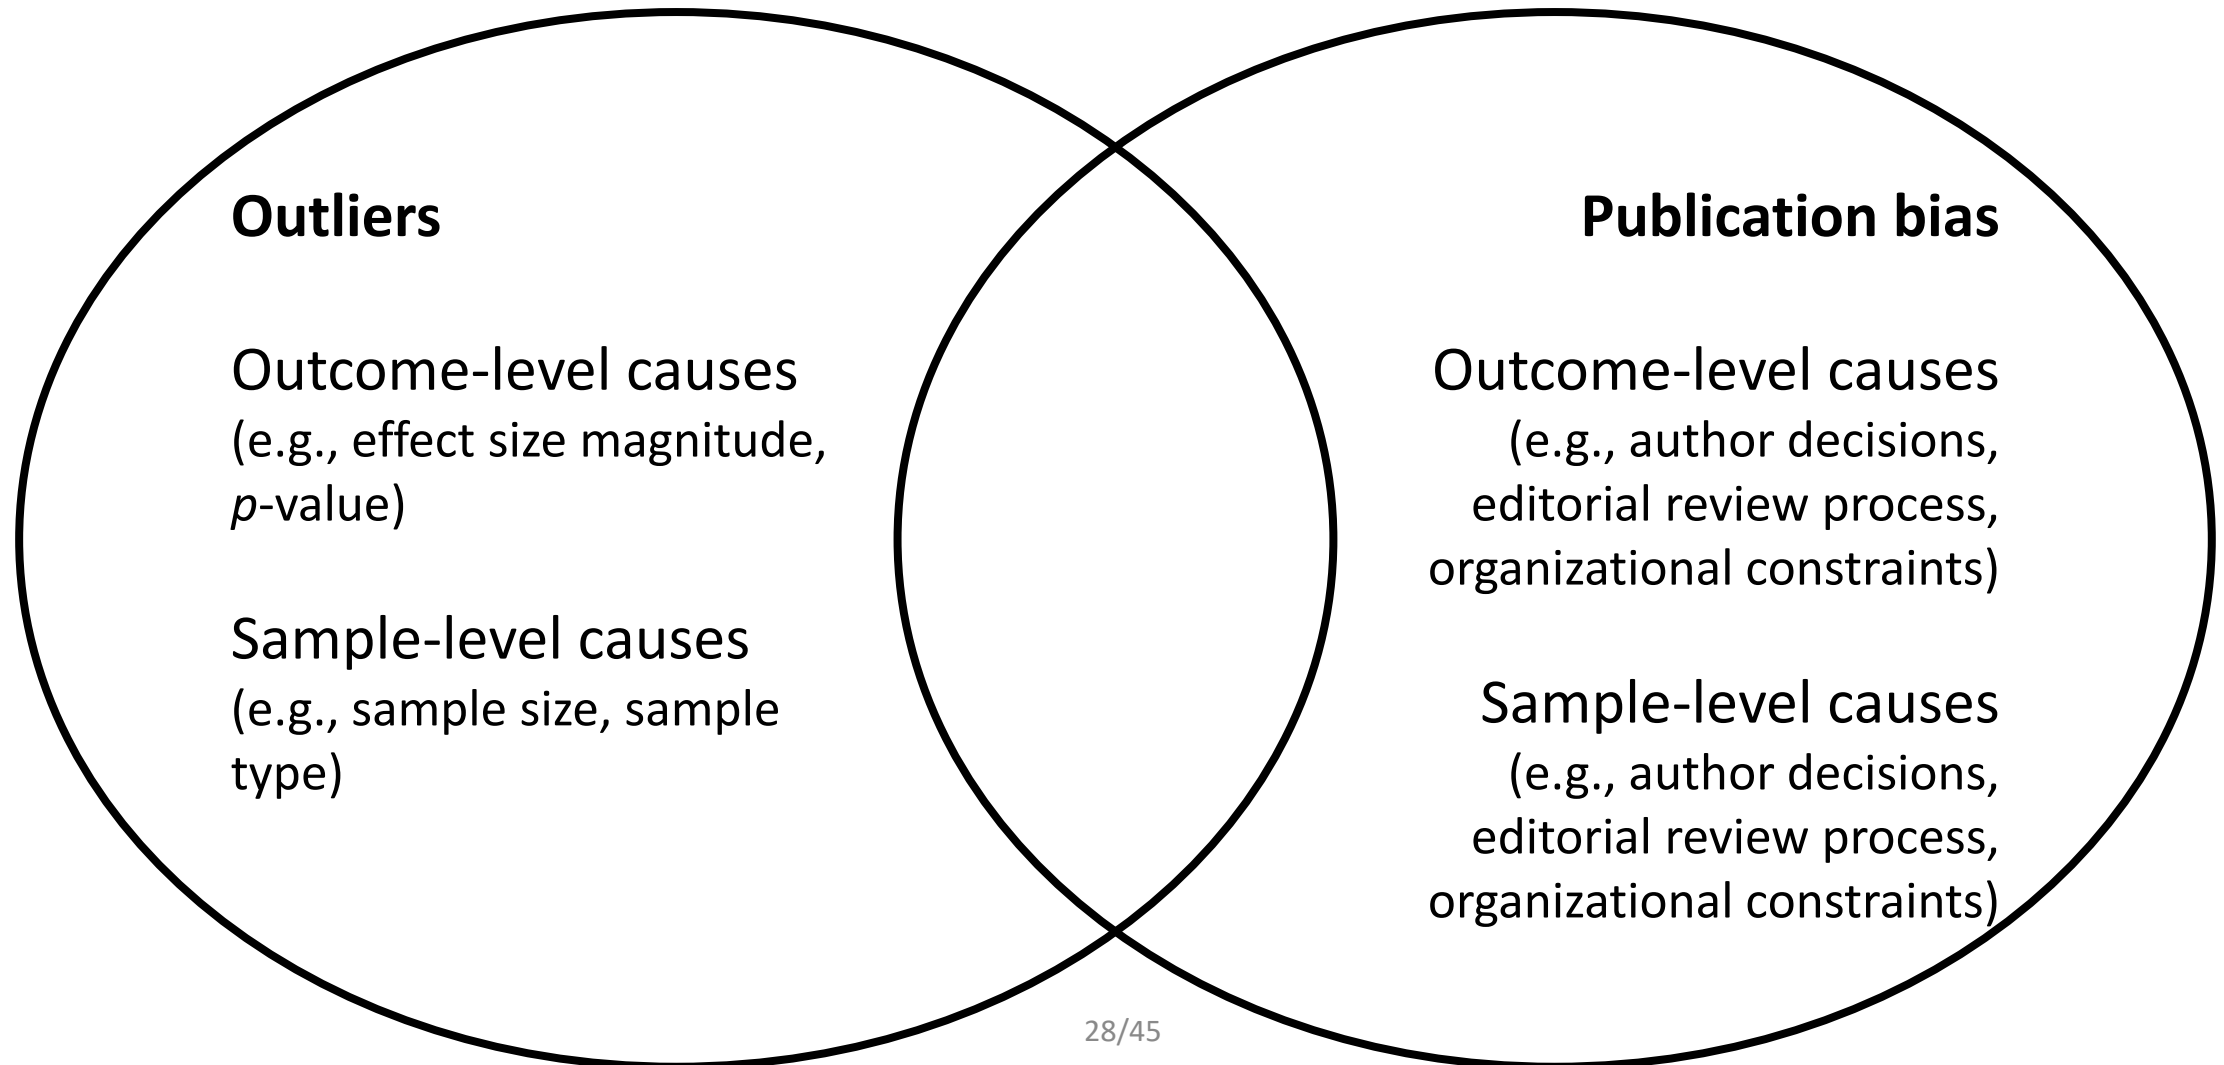 Outliers
Outcome-level causes
(e.g., effect size magnitude,
p-value)
Sample-level causes
(e.g., sample size, sample
type)
Publication bias
Outcome-level causes
(e.g., author decisions,
editorial review process,
organizational constraints)
Sample-level causes
(e.g., author decisions,
editorial review process,
organizational constraints)
28/45